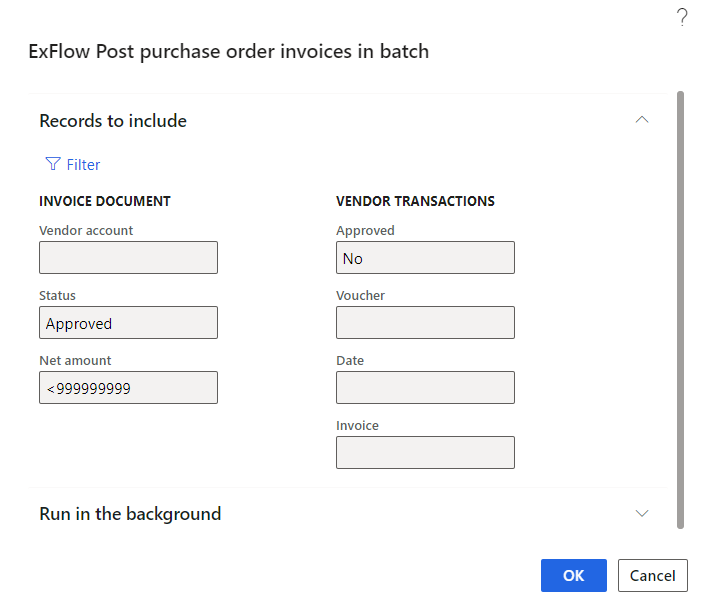 ?
ExFlow Post purchase order invoices in batch
Records to include
Filter
INVOICE DOCUMENT
Vendor account
Status
Approved
Net amount
<999999999
VENDOR TRANSACTIONS
Approved
No
Voucher
Date
Invoice
Run in the background
OK
Cancel